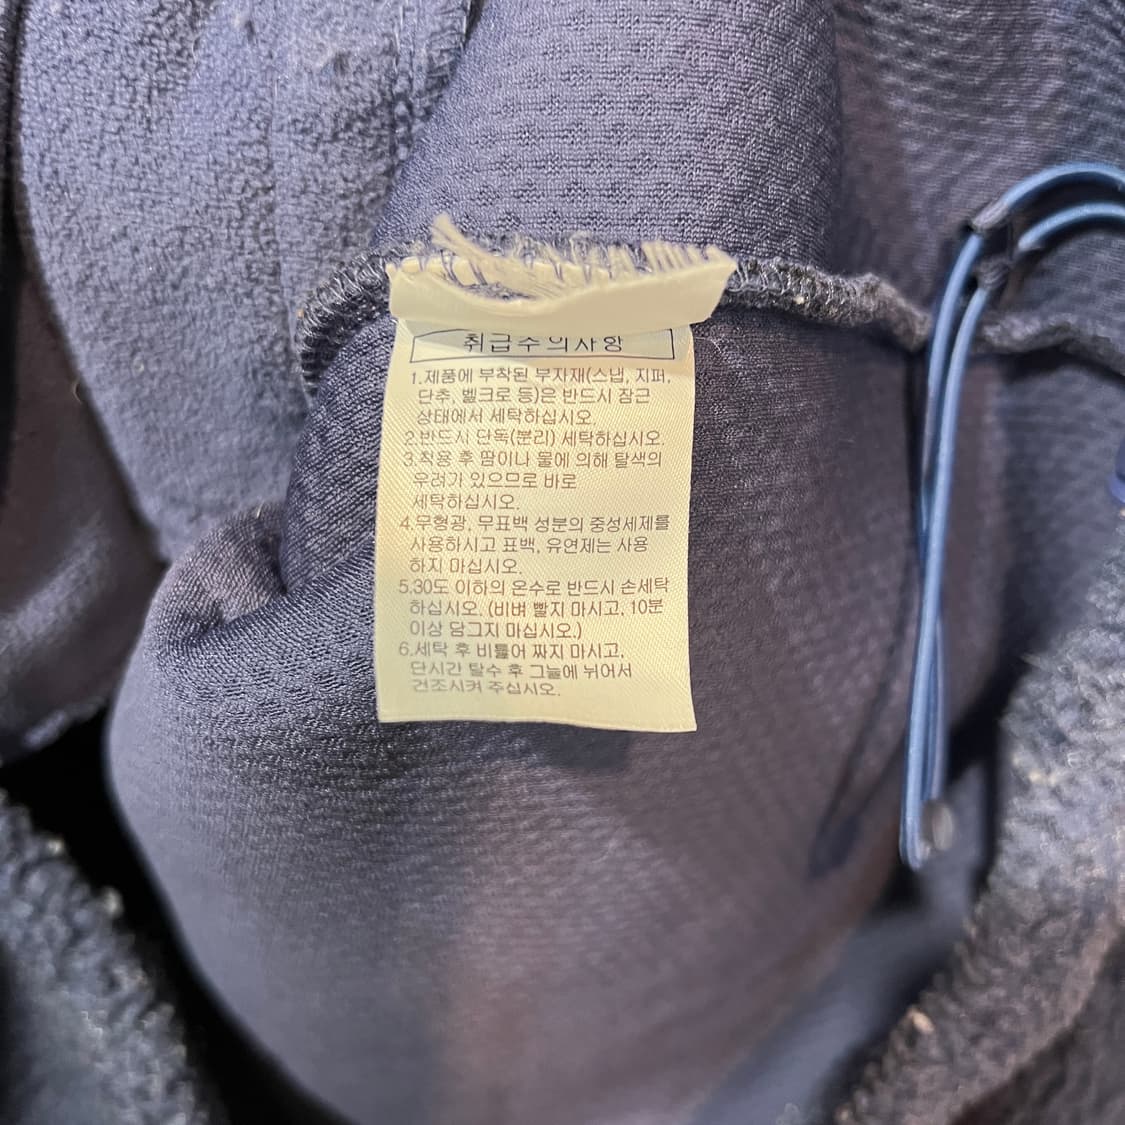 취급주의사항
1.제품에 부착된 부자재(스냅, 지퍼,
단추, 벨크로 등)은 반드시 잠근
상태에서 세탁하십시오.
2.반드시 단독(분리) 세탁하십시오.
3.착용 후 땀이나 물에 의해 탈색의
우려가 있으므로 바로
세탁하십시오.
4.무형광, 무표백 성분의 중성세제를
사용하시고 표백, 유연제는 사용
하지 마십시오.
5.30도 이하의 온수로 반드시 손세탁
하십시오.(비벼 빨지 마시고, 10분
이상 담그지 마십시오.)
6.세탁 후 비틀어 짜지 마시고,
단시간 탈수 후 그늘에 뉘어서
건조시켜 주십시오.